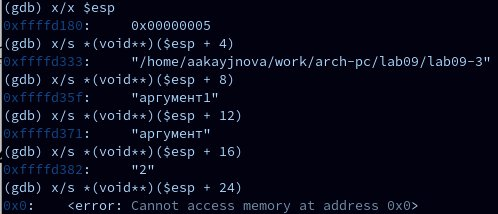 (gdb) x/x $esp
0xffffd180: 0x00000005
(gdb) x/s *(void**)($esp + 4)
0xffffd333: "/home/aakayjnova/work/arch-pc/lab09/lab09-3"
(gdb) x/s *(void**)($esp + 8)
0xffffd35f: "аргумент1"
(gdb) x/s *(void**)($esp + 12)
0xffffd371: "аргумент"
(gdb) x/s *(void**)($esp + 16)
0xffffd382: "2"
(gdb) x/s *(void**)($esp + 24)
0x0: <error: Cannot access memory at address 0x0>